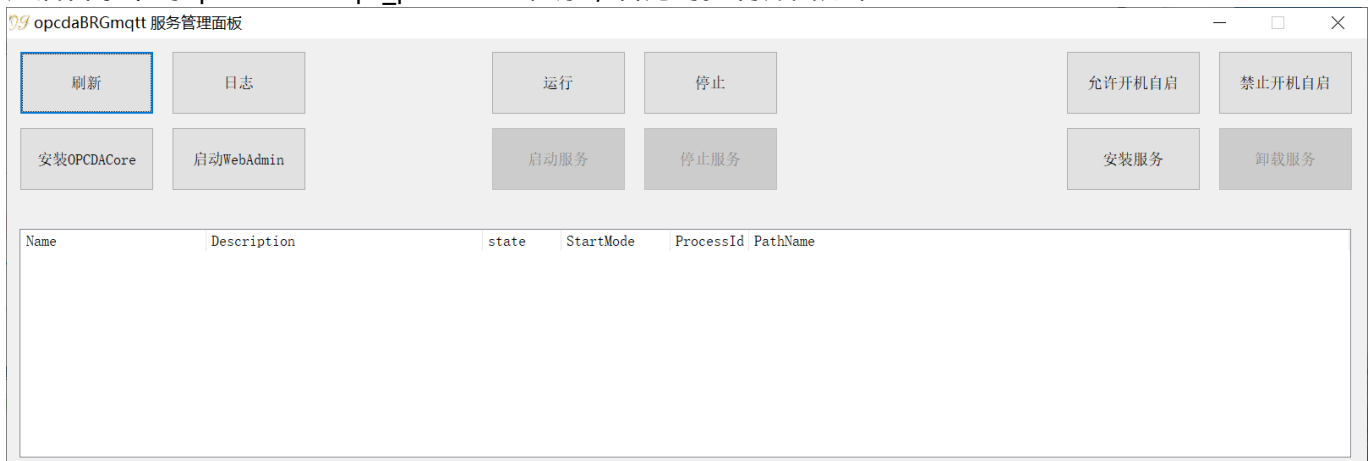 opcdaBRGmqtt 服务管理面板
刷新 日志 运行 停止 允许开机自启 禁止开机自启
安装OPCDACore 启动WebAdmin 启动服务 停止服务 安装服务 卸载服务
Name Description state StartMode ProcessId PathName